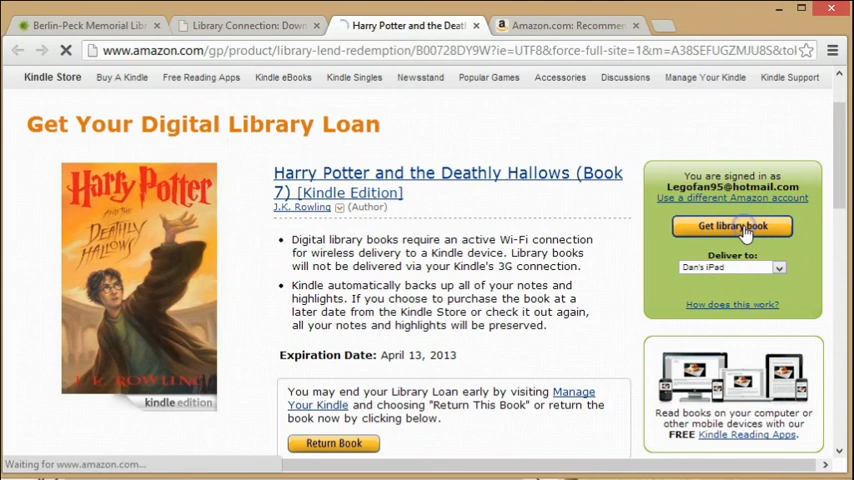 Berlin-Peck Memorial Lib
Library Connection: Down
Harry Potter and the Deat
Amazon.com: Recommen
www.amazon.com/gp/product/library-lend-redemption/B00728DY9W?ie=UTF8&force-full-site=1&m=A38SEFUGZMJU8S&tol
Kindle Store Buy A Kindle Free Reading Apps Kindle eBooks Kindle Singles Newsstand Popular Games Accessories Discussions Manage Your Kindle Kindle Support
Get Your Digital Library Loan
Harry Potter
AND THE
DEATHLY
HALLOWS
J. K. ROWLING
kindle edition
Harry Potter and the Deathly Hallows (Book
7) [Kindle Edition]
J.K. Rowling (Author)
• Digital library books require an active Wi-Fi connection
for wireless delivery to a Kindle device. Library books
will not be delivered via your Kindle's 3G connection.
• Kindle automatically backs up all of your notes and
highlights. If you choose to purchase the book at a
later date from the Kindle Store or check it out again,
all your notes and highlights will be preserved.
Expiration Date: April 13, 2013
You may end your Library Loan early by visiting Manage
Your Kindle and choosing "Return This Book" or return the
book now by clicking below.
Return Book
You are signed in as
Legofan95@hotmail.com
Use a different Amazon account
Get library book
Deliver to:
Dan's iPad
How does this work?
Read books on your computer or
other mobile devices with our
FREE Kindle Reading Apps.
Waiting for www.amazon.com...